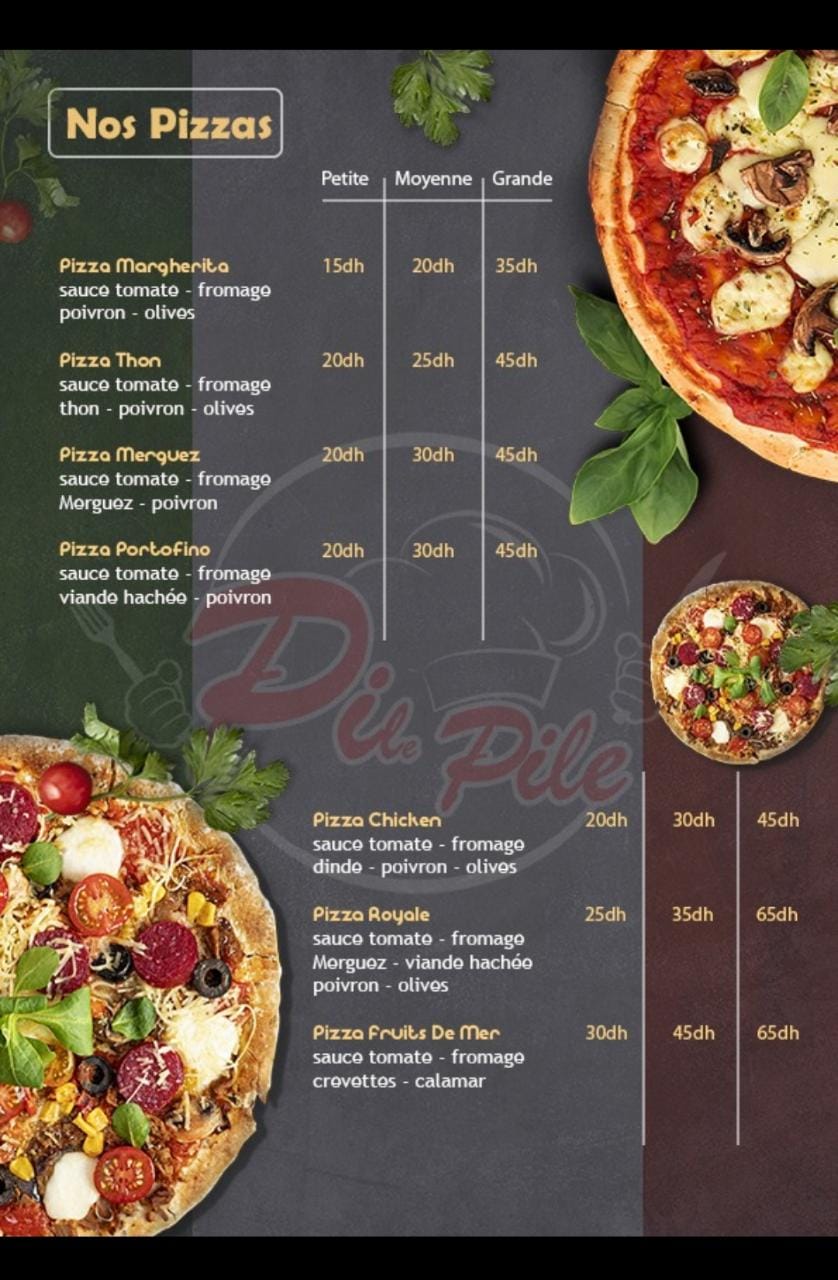 Nos Pizzas
Petite Moyenne Grande
Pizza Margherita 15dh 20dh 35dh
sauce tomate - fromage
poivron - olives
Pizza Thon 20dh 25dh 45dh
sauce tomate - fromage
thon - poivron - olives
Pizza Merguez 20dh 30dh 45dh
sauce tomate - fromage
Merguez - poivron
Pizza Portofino 20dh 30dh 45dh
sauce tomate - fromage
viande hachée - poivron
Dil le Pile
Pizza Chicken 20dh 30dh 45dh
sauce tomate - fromage
dinde - poivron - olives
Pizza Royale 25dh 35dh 65dh
sauce tomate - fromage
Merguez - viande hachée
poivron - olives
Pizza Fruits De Mer 30dh 45dh 65dh
sauce tomate - fromage
crevettes - calamar